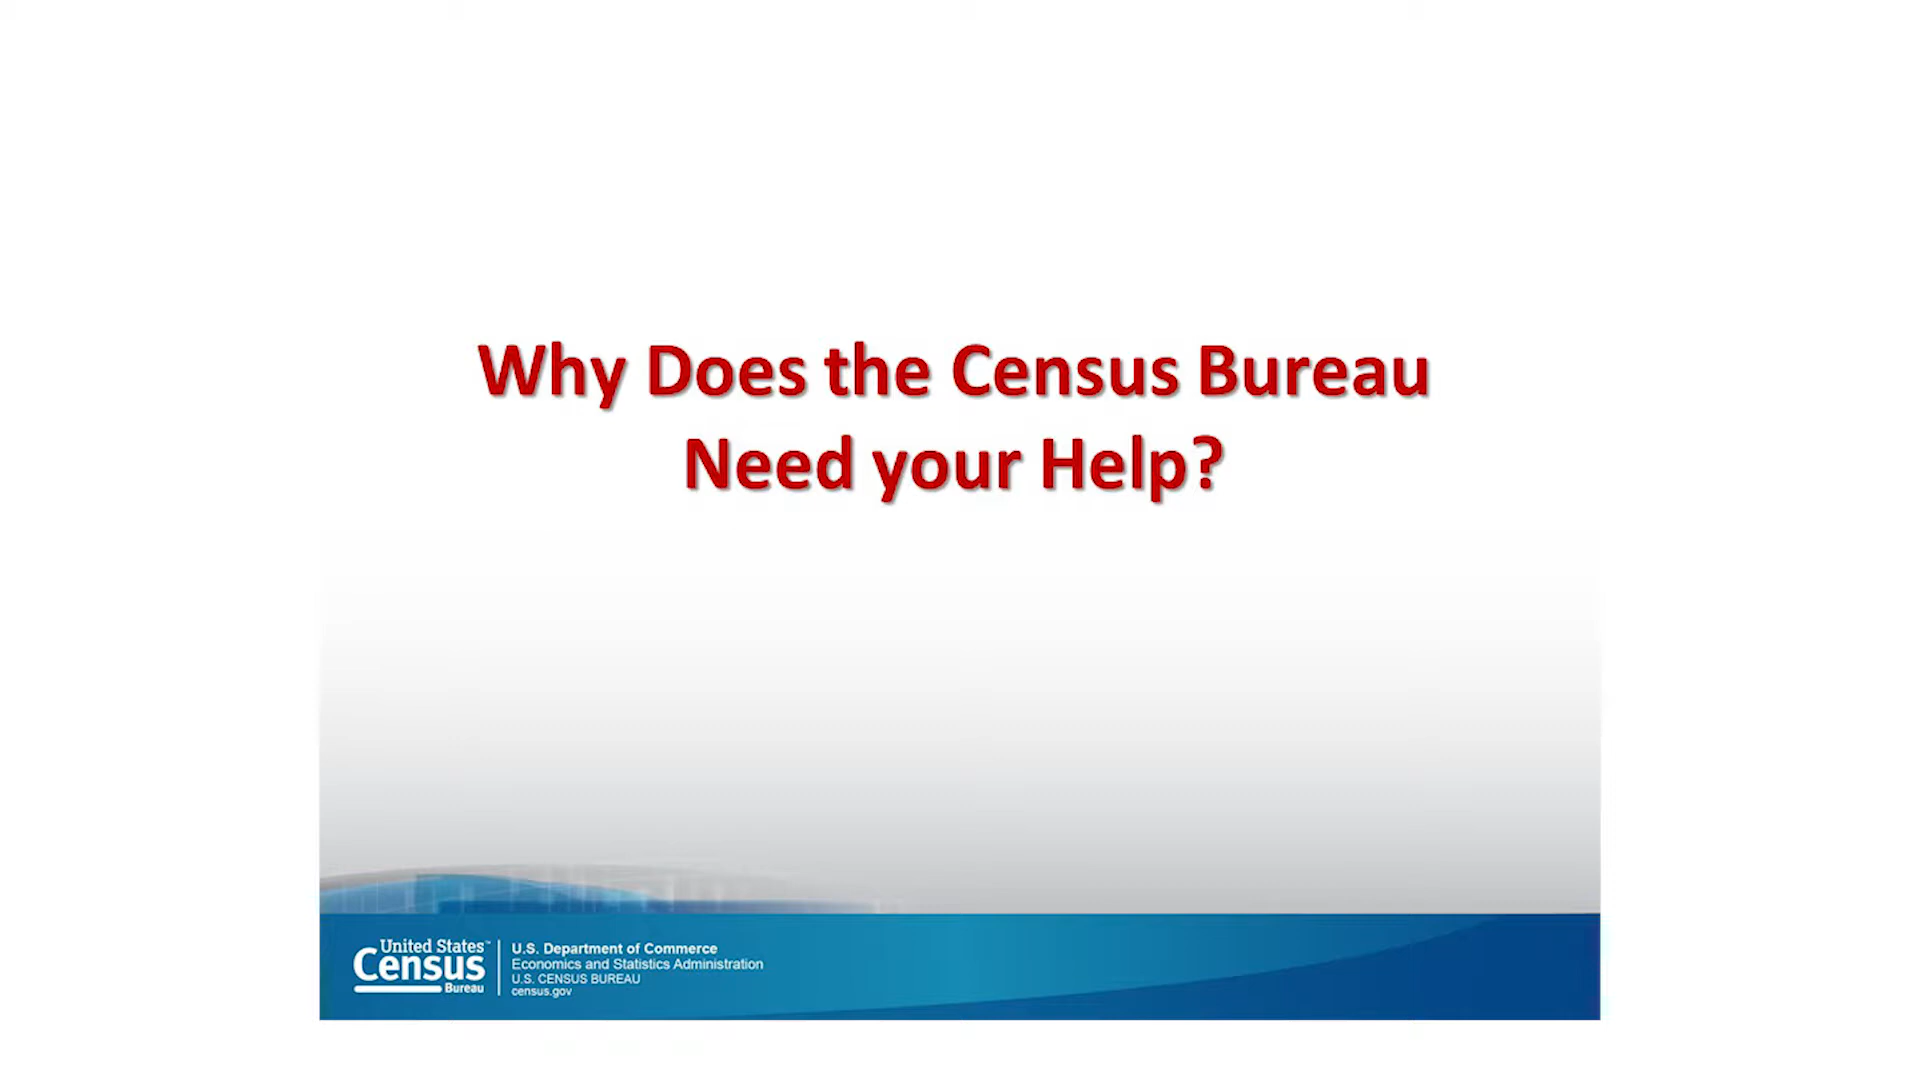 Why Does the Census Bureau
Need your Help?
United States™
Census
Bureau
U.S. Department of Commerce
Economics and Statistics Administration
U.S. CENSUS BUREAU
census.gov